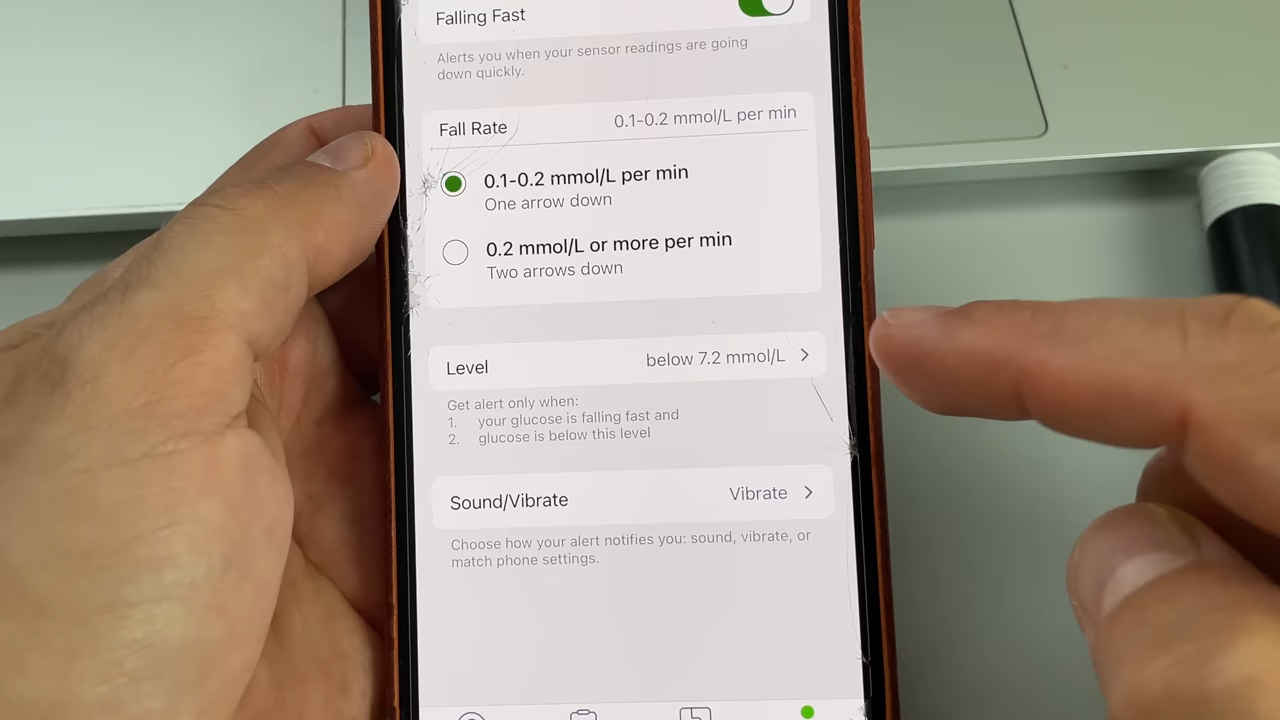 Falling Fast
Alerts you when your sensor readings are going
down quickly.
Fall Rate 0.1-0.2 mmol/L per min
0.1-0.2 mmol/L per min
One arrow down
0.2 mmol/L or more per min
Two arrows down
Level below 7.2 mmol/L
Get alert only when:
1. your glucose is falling fast and
2. glucose is below this level
Sound/Vibrate Vibrate
Choose how your alert notifies you: sound, vibrate, or
match phone settings.